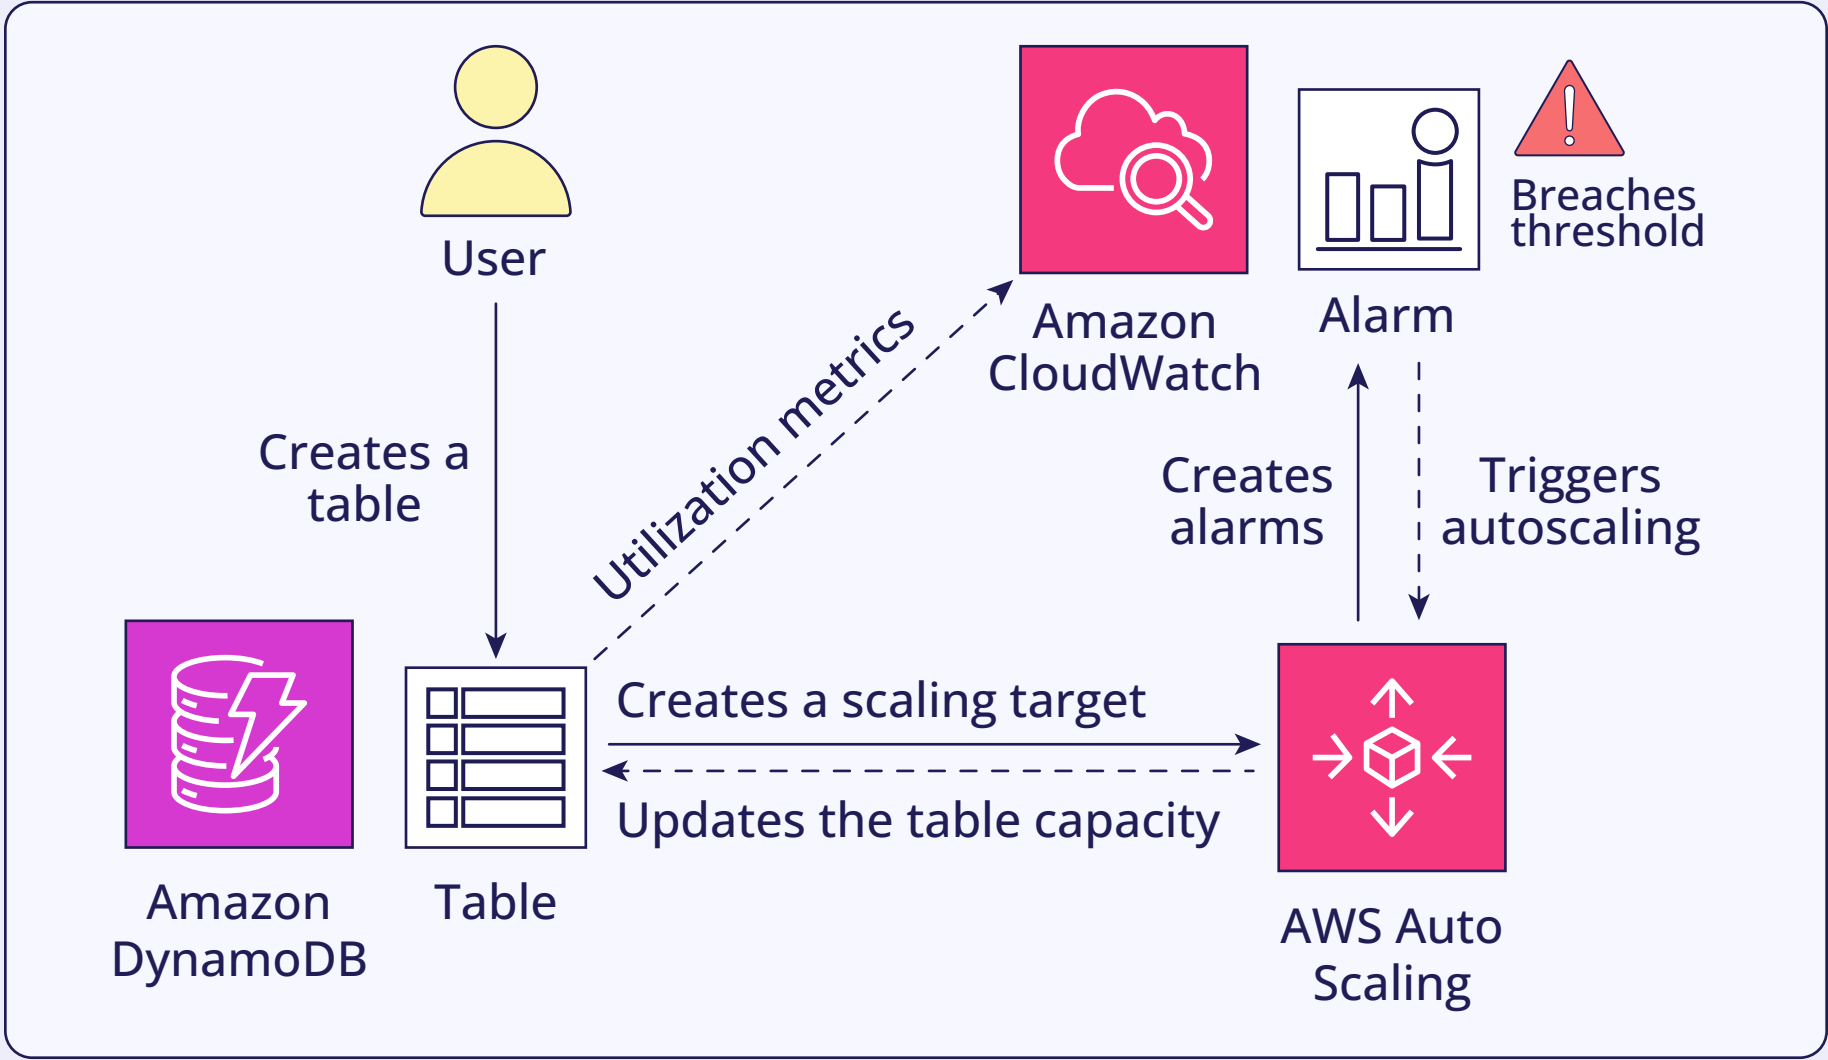 User
Breaches
threshold
Amazon
CloudWatch
Alarm
Creates a
table
Utilization metrics
Creates
alarms
Triggers
autoscaling
Creates a scaling target
Updates the table capacity
Amazon
DynamoDB
Table
AWS Auto
Scaling